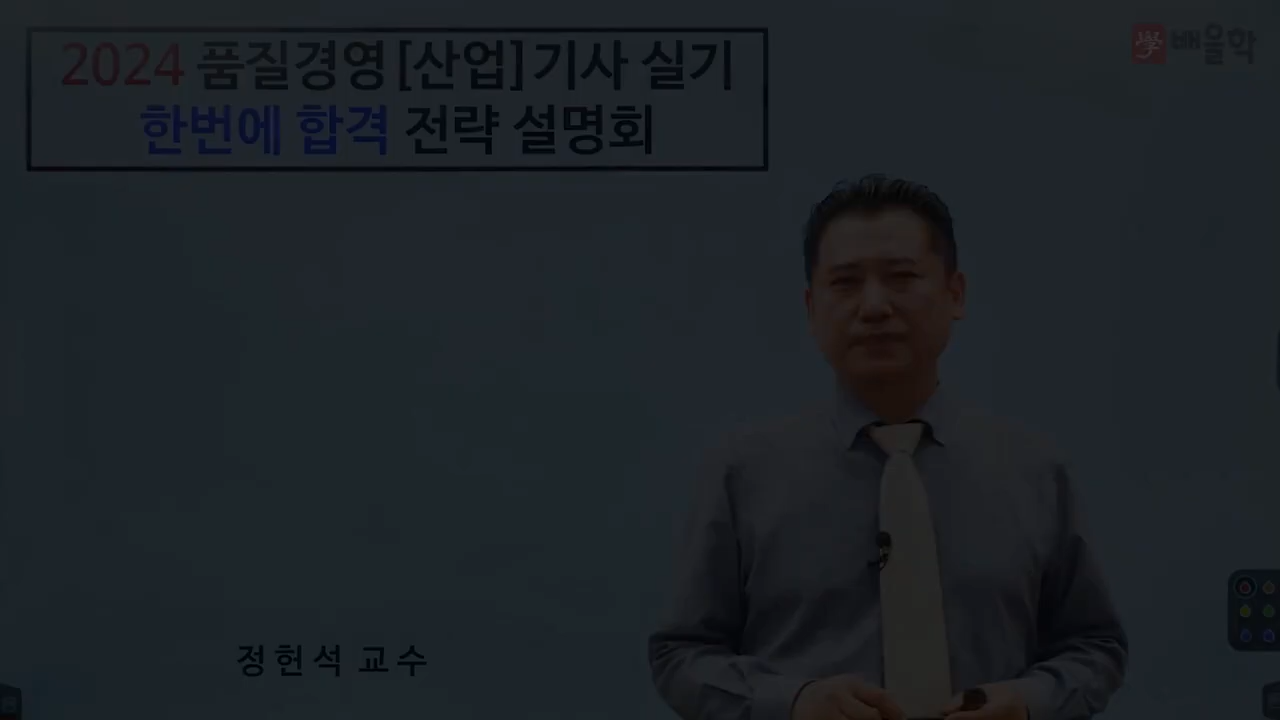 2024 품질경영[산업]기사 실기
한번에 합격 전략 설명회
學 배울학
정헌석 교수